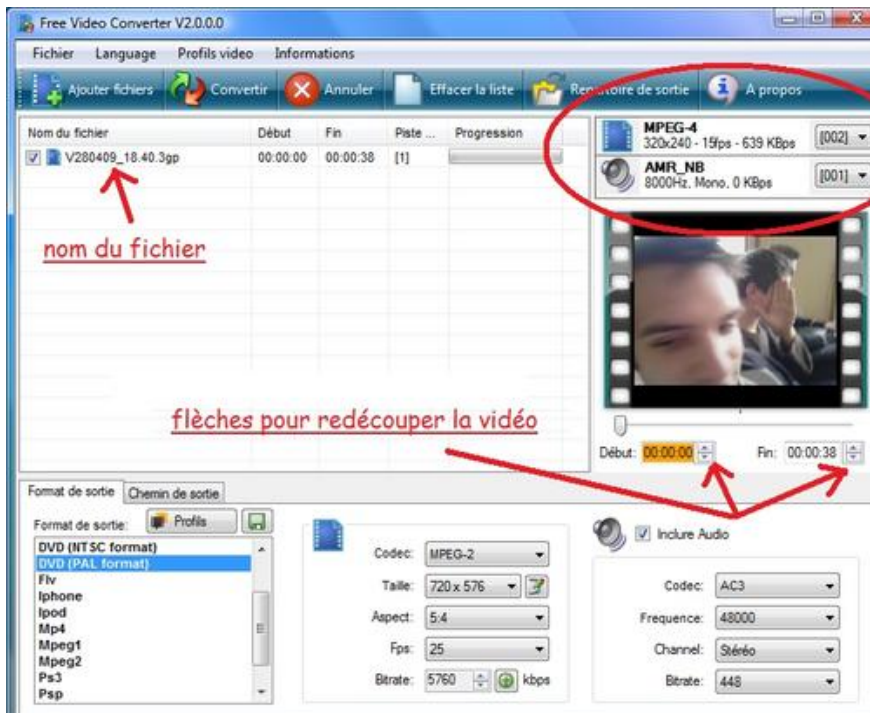 Free Video Converter V2.0.0.0
Fichier Language Profils video Informations
Ajouter fichiers Convertir Annuler Effacer la liste Repertoire de sortie A propos
Nom du fichier Début Fin Piste ... Progression
V280409_18.40.3gp 00:00:00 00:00:38 [1]
MPEG-4
320x240 - 15fps - 639 KBps [002]
AMR_NB
8000Hz, Mono, 0 KBps [001]
nom du fichier
flèches pour redécouper la vidéo
Début: 00:00:00 Fin: 00:00:38
Format de sortie Chemin de sortie
Format de sortie: Profils
DVD (NTSC format)
DVD (PAL format)
Flv
Iphone
Ipod
Mp4
Mpeg1
Mpeg2
Ps3
Psp
Codec: MPEG-2
Taille: 720 x 576
Aspect: 5:4
Fps: 25
Bitrate: 5760 kbps
Inclure Audio
Codec: AC3
Frequence: 48000
Channel: Stéréo
Bitrate: 448